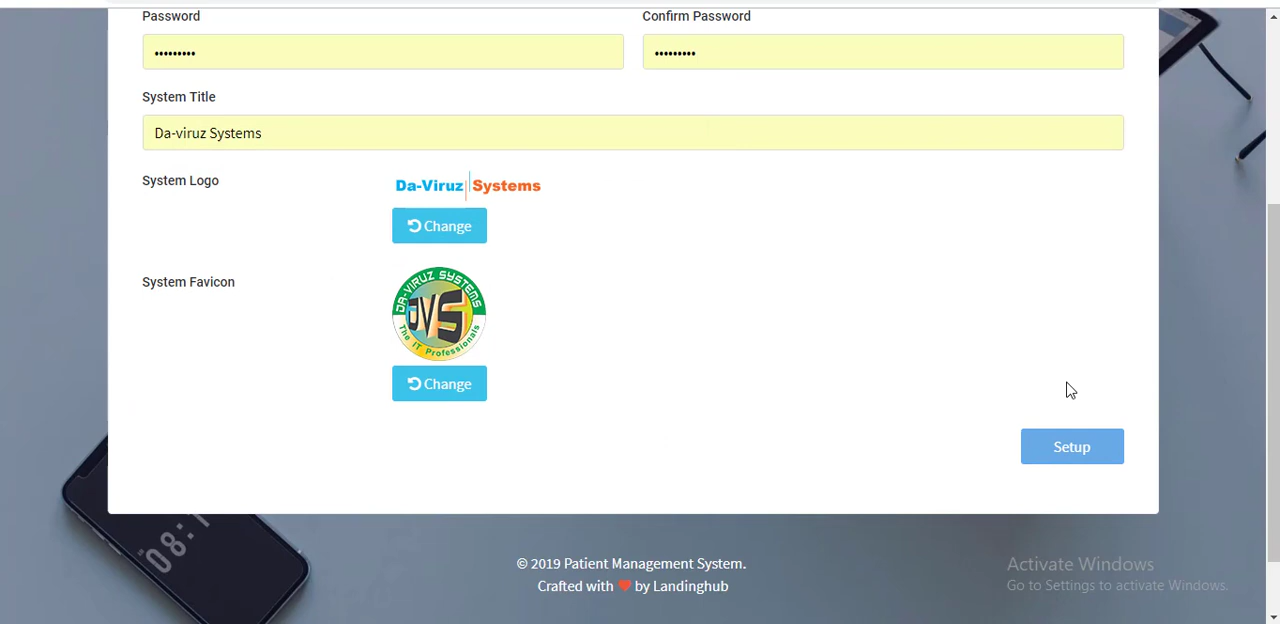 Password
Confirm Password
•••••••••
•••••••••
System Title
Da-viruz Systems
System Logo
Da-Viruz Systems
Change
System Favicon
DA-VIRUZ SYSTEMS
DVS
The IT Professionals
Change
Setup
08:1
© 2019 Patient Management System.
Crafted with ❤ by Landinghub
Activate Windows
Go to Settings to activate Windows.